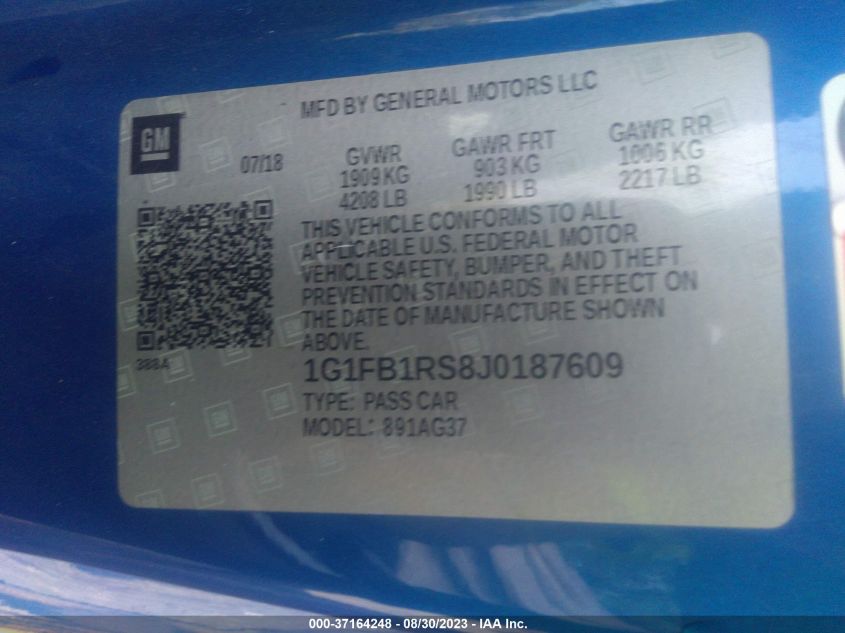 MFD BY GENERAL MOTORS LLC
GM
07/18
GVWR
1909 KG
4208 LB
GAWR FRT
903 KG
1990 LB
GAWR RR
1006 KG
2217 LB
THIS VEHICLE CONFORMS TO ALL
APPLICABLE U.S. FEDERAL MOTOR
VEHICLE SAFETY, BUMPER, AND THEFT
PREVENTION STANDARDS IN EFFECT ON
THE DATE OF MANUFACTURE SHOWN
ABOVE.
388A
1G1FB1RS8J0187609
TYPE: PASS CAR
MODEL: 891AG37
000-37164248 - 08/30/2023 - IAA Inc.